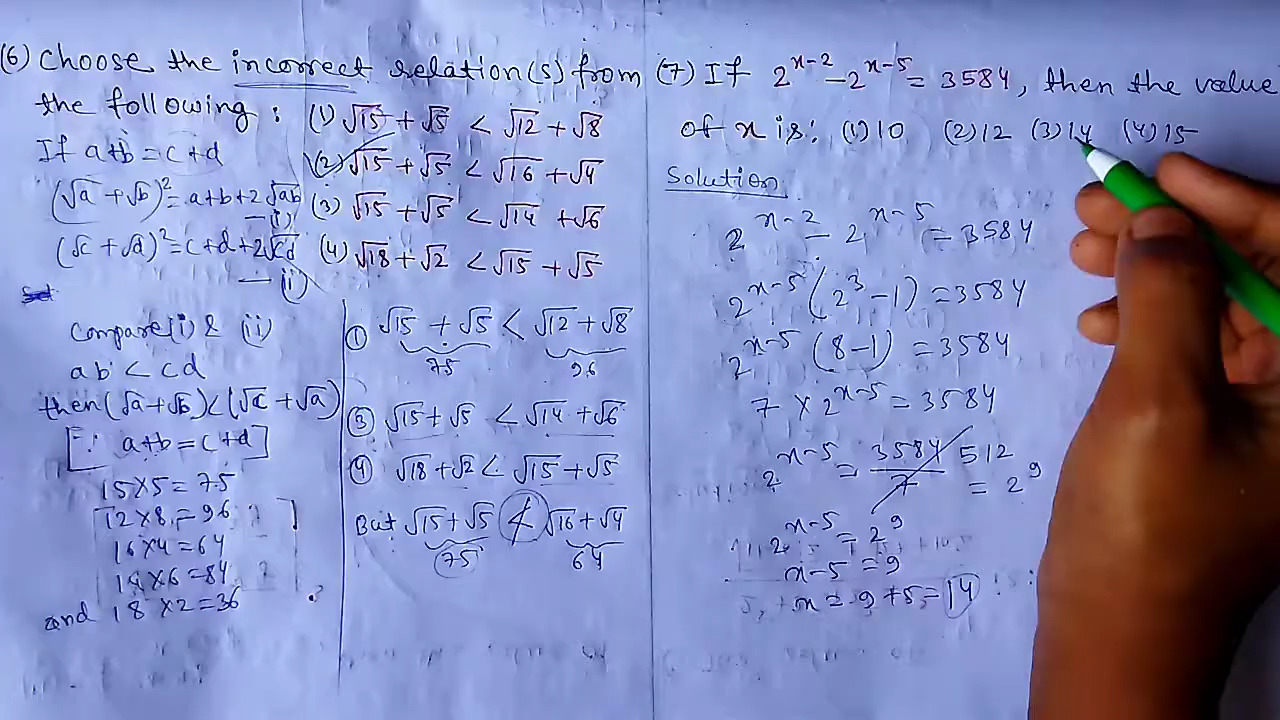 (6) Choose the incorrect relation(s) from
the following : (1) √15 + √5 < √12 + √8
If a+b = c+d
(2) √15 + √5 < √16 + √4
(√a + √b)² = a+b+2√ab
—(i)
(3) √15 + √5 < √14 + √6
(√c + √d)² = c+d+2√cd
—(ii)
(4) √18 + √2 < √15 + √5
Compare (i) & (ii)
ab < cd
then (√a+√b) < (√c + √d)
[∵ a+b = c+d]
15×5 = 75
12×8 = 96
16×4 = 64
14×6 = 84
and 18×2 = 36
① √15 + √5 < √12 + √8
75 96
③ √15 + √5 < √14 + √6
④ √18 + √2 < √15 + √5
But √15 + √5 ≮ √16 + √4
75 64
(7) If 2^{x-2} - 2^{x-5} = 3584, then the value
of x is: (1) 10 (2) 12 (3) 14 (4) 15
Solution
2^{x-2} - 2^{x-5} = 3584
2^{x-5} (2³ - 1) = 3584
2^{x-5} (8-1) = 3584
7 × 2^{x-5} = 3584
2^{x-5} = 3584/7 512
= 2⁹
2^{x-5} = 2⁹
x-5 = 9
x = 9+5 = 14